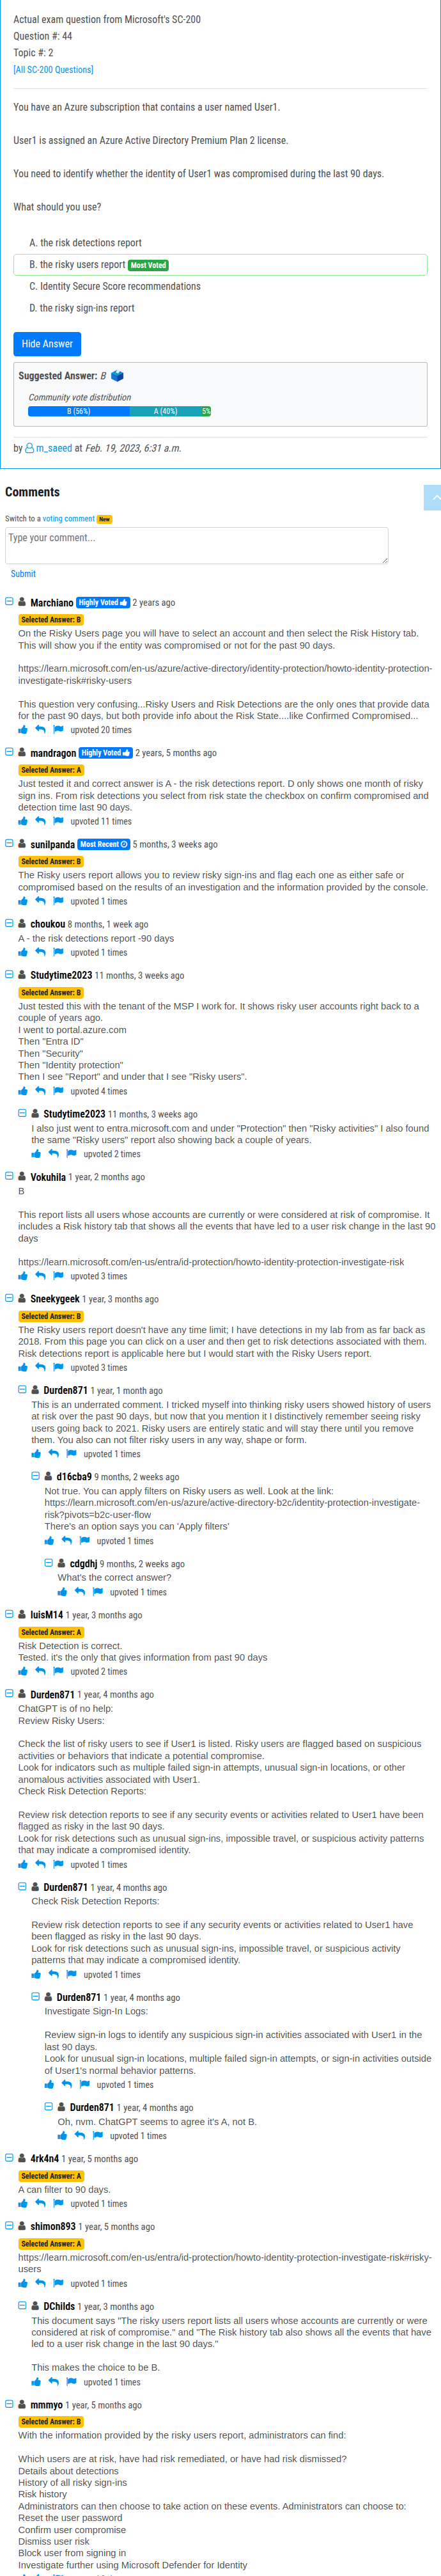 Actual exam question from Microsoft's SC-200
Question #: 44
Topic #: 2
[All SC-200 Questions]
You have an Azure subscription that contains a user named User1.
User1 is assigned an Azure Active Directory Premium Plan 2 license.
You need to identify whether the identity of User1 was compromised during the last 90 days.
What should you use?
A. the risk detections report
B. the risky users report Most Voted
C. Identity Secure Score recommendations
D. the risky sign-ins report
Hide Answer
Suggested Answer: B
Community vote distribution
B (56%) A (40%) 5%
by m_saeed at Feb. 19, 2023, 6:31 a.m.
Comments
Switch to a voting comment New
Type your comment...
Submit
Marchiano Highly Voted 2 years ago
Selected Answer: B
On the Risky Users page you will have to select an account and then select the Risk History tab.
This will show you if the entity was compromised or not for the past 90 days.
https://learn.microsoft.com/en-us/azure/active-directory/identity-protection/howto-identity-protection-
investigate-risk#risky-users
This question very confusing...Risky Users and Risk Detections are the only ones that provide data
for the past 90 days, but both provide info about the Risk State....like Confirmed Compromised...
upvoted 20 times
mandragon Highly Voted 2 years, 5 months ago
Selected Answer: A
Just tested it and correct answer is A - the risk detections report. D only shows one month of risky
sign ins. From risk detections you select from risk state the checkbox on confirm compromised and
detection time last 90 days.
upvoted 11 times
sunilpanda Most Recent 5 months, 3 weeks ago
Selected Answer: B
The Risky users report allows you to review risky sign-ins and flag each one as either safe or
compromised based on the results of an investigation and the information provided by the console.
upvoted 1 times
choukou 8 months, 1 week ago
A - the risk detections report -90 days
upvoted 1 times
Studytime2023 11 months, 3 weeks ago
Selected Answer: B
Just tested this with the tenant of the MSP I work for. It shows risky user accounts right back to a
couple of years ago.
I went to portal.azure.com
Then "Entra ID"
Then "Security"
Then "Identity protection"
Then I see "Report" and under that I see "Risky users".
upvoted 4 times
Studytime2023 11 months, 3 weeks ago
I also just went to entra.microsoft.com and under "Protection" then "Risky activities" I also found
the same "Risky users" report also showing back a couple of years.
upvoted 2 times
Vokuhila 1 year, 2 months ago
B
This report lists all users whose accounts are currently or were considered at risk of compromise. It
includes a Risk history tab that shows all the events that have led to a user risk change in the last 90
days
https://learn.microsoft.com/en-us/entra/id-protection/howto-identity-protection-investigate-risk
upvoted 3 times
Sneekygeek 1 year, 3 months ago
Selected Answer: B
The Risky users report doesn't have any time limit; I have detections in my lab from as far back as
2018. From this page you can click on a user and then get to risk detections associated with them.
Risk detections report is applicable here but I would start with the Risky Users report.
upvoted 3 times
Durden871 1 year, 1 month ago
This is an underrated comment. I tricked myself into thinking risky users showed history of users
at risk over the past 90 days, but now that you mention it I distinctively remember seeing risky
users going back to 2021. Risky users are entirely static and will stay there until you remove
them. You also can not filter risky users in any way, shape or form.
upvoted 1 times
d16cba9 9 months, 2 weeks ago
Not true. You can apply filters on Risky users as well. Look at the link:
https://learn.microsoft.com/en-us/azure/active-directory-b2c/identity-protection-investigate-
risk?pivots=b2c-user-flow
There's an option says you can 'Apply filters'
upvoted 1 times
cdgdhj 9 months, 2 weeks ago
What's the correct answer?
upvoted 1 times
luisM14 1 year, 3 months ago
Selected Answer: A
Risk Detection is correct.
Tested. it's the only that gives information from past 90 days
upvoted 2 times
Durden871 1 year, 4 months ago
ChatGPT is of no help:
Review Risky Users:
Check the list of risky users to see if User1 is listed. Risky users are flagged based on suspicious
activities or behaviors that indicate a potential compromise.
Look for indicators such as multiple failed sign-in attempts, unusual sign-in locations, or other
anomalous activities associated with User1.
Check Risk Detection Reports:
Review risk detection reports to see if any security events or activities related to User1 have been
flagged as risky in the last 90 days.
Look for risk detections such as unusual sign-ins, impossible travel, or suspicious activity patterns
that may indicate a compromised identity.
upvoted 1 times
Durden871 1 year, 4 months ago
Check Risk Detection Reports:
Review risk detection reports to see if any security events or activities related to User1 have
been flagged as risky in the last 90 days.
Look for risk detections such as unusual sign-ins, impossible travel, or suspicious activity
patterns that may indicate a compromised identity.
upvoted 1 times
Durden871 1 year, 4 months ago
Investigate Sign-In Logs:
Review sign-in logs to identify any suspicious sign-in activities associated with User1 in the
last 90 days.
Look for unusual sign-in locations, multiple failed sign-in attempts, or sign-in activities outside
of User1's normal behavior patterns.
upvoted 1 times
Durden871 1 year, 4 months ago
Oh, nvm. ChatGPT seems to agree it's A, not B.
upvoted 1 times
4rk4n4 1 year, 5 months ago
Selected Answer: A
A can filter to 90 days.
upvoted 1 times
shimon893 1 year, 5 months ago
Selected Answer: A
https://learn.microsoft.com/en-us/entra/id-protection/howto-identity-protection-investigate-risk#risky-
users
upvoted 1 times
DChilds 1 year, 3 months ago
This document says "The risky users report lists all users whose accounts are currently or were
considered at risk of compromise." and "The Risk history tab also shows all the events that have
led to a user risk change in the last 90 days."
This makes the choice to be B.
upvoted 1 times
mmmyo 1 year, 5 months ago
Selected Answer: B
With the information provided by the risky users report, administrators can find:
Which users are at risk, have had risk remediated, or have had risk dismissed?
Details about detections
History of all risky sign-ins
Risk history
Administrators can then choose to take action on these events. Administrators can choose to:
Reset the user password
Confirm user compromise
Dismiss user risk
Block user from signing in
Investigate further using Microsoft Defender for Identity